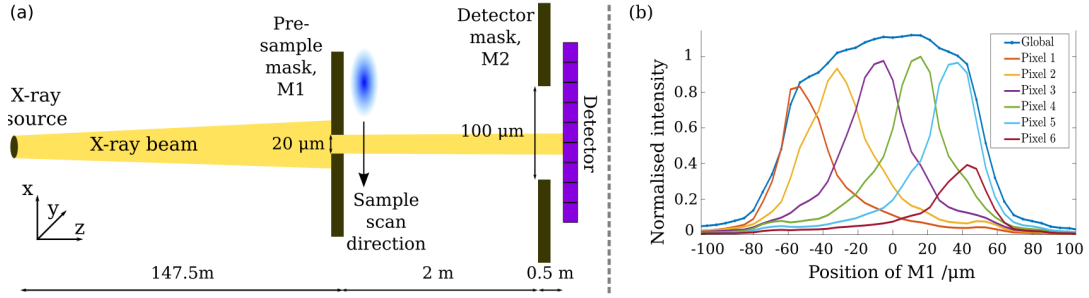 (a)
Pre-
sample
mask,
M1
Detector
mask,
M2
X-ray
source
X-ray beam
20 μm
100 μm
Detector
x
y
z
Sample
scan
direction
147.5m
2 m
0.5 m
(b)
Normalised intensity
1
0.8
0.6
0.4
0.2
0
-100 -80 -60 -40 -20 0 20 40 60 80 100
Position of M1 /μm
Global
Pixel 1
Pixel 2
Pixel 3
Pixel 4
Pixel 5
Pixel 6